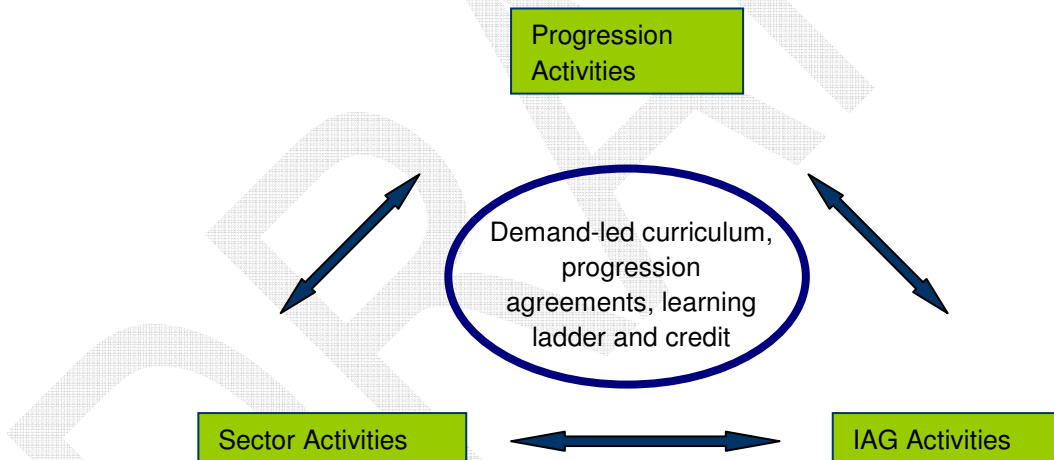 Progression
Activities
Demand-led curriculum,
progression
agreements, learning
ladder and credit
Sector Activities
IAG Activities